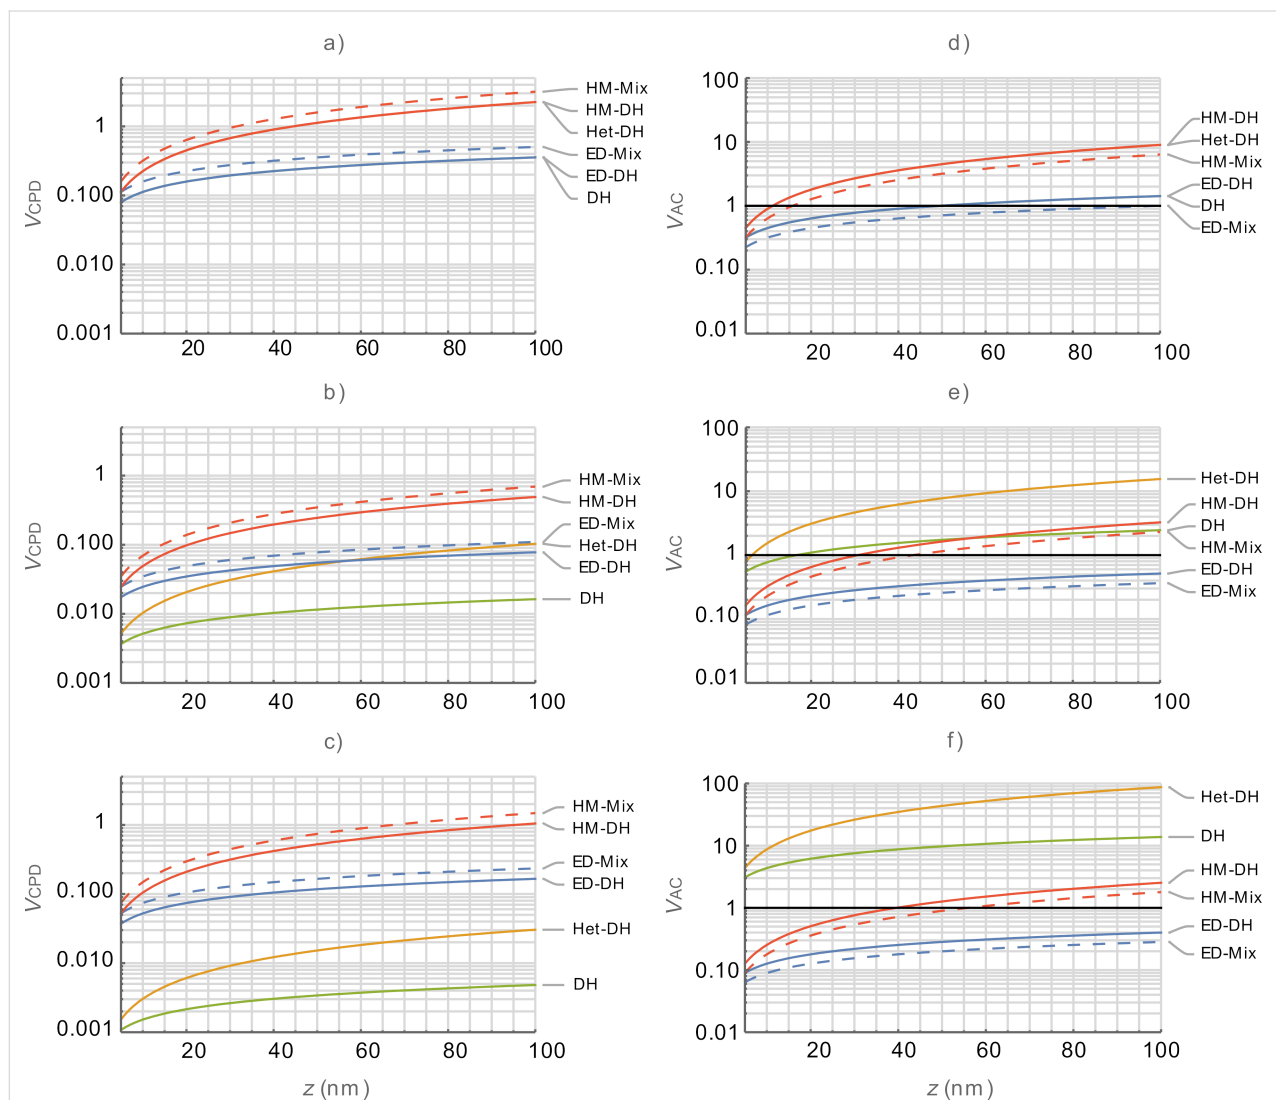 a)
V_CPD
1
0.100
0.010
0.001
20 40 60 80 100
HM-Mix
HM-DH
Het-DH
ED-Mix
ED-DH
DH
d)
V_AC
100
10
1
0.10
0.01
20 40 60 80 100
HM-DH
Het-DH
HM-Mix
ED-DH
DH
ED-Mix
b)
V_CPD
1
0.100
0.010
0.001
20 40 60 80 100
HM-Mix
HM-DH
ED-Mix
Het-DH
ED-DH
DH
e)
V_AC
100
10
1
0.10
0.01
20 40 60 80 100
Het-DH
HM-DH
DH
HM-Mix
ED-DH
ED-Mix
c)
V_CPD
1
0.100
0.010
0.001
20 40 60 80 100
z (nm)
HM-Mix
HM-DH
ED-Mix
ED-DH
Het-DH
DH
f)
V_AC
100
10
1
0.10
0.01
20 40 60 80 100
z (nm)
Het-DH
DH
HM-DH
HM-Mix
ED-DH
ED-Mix